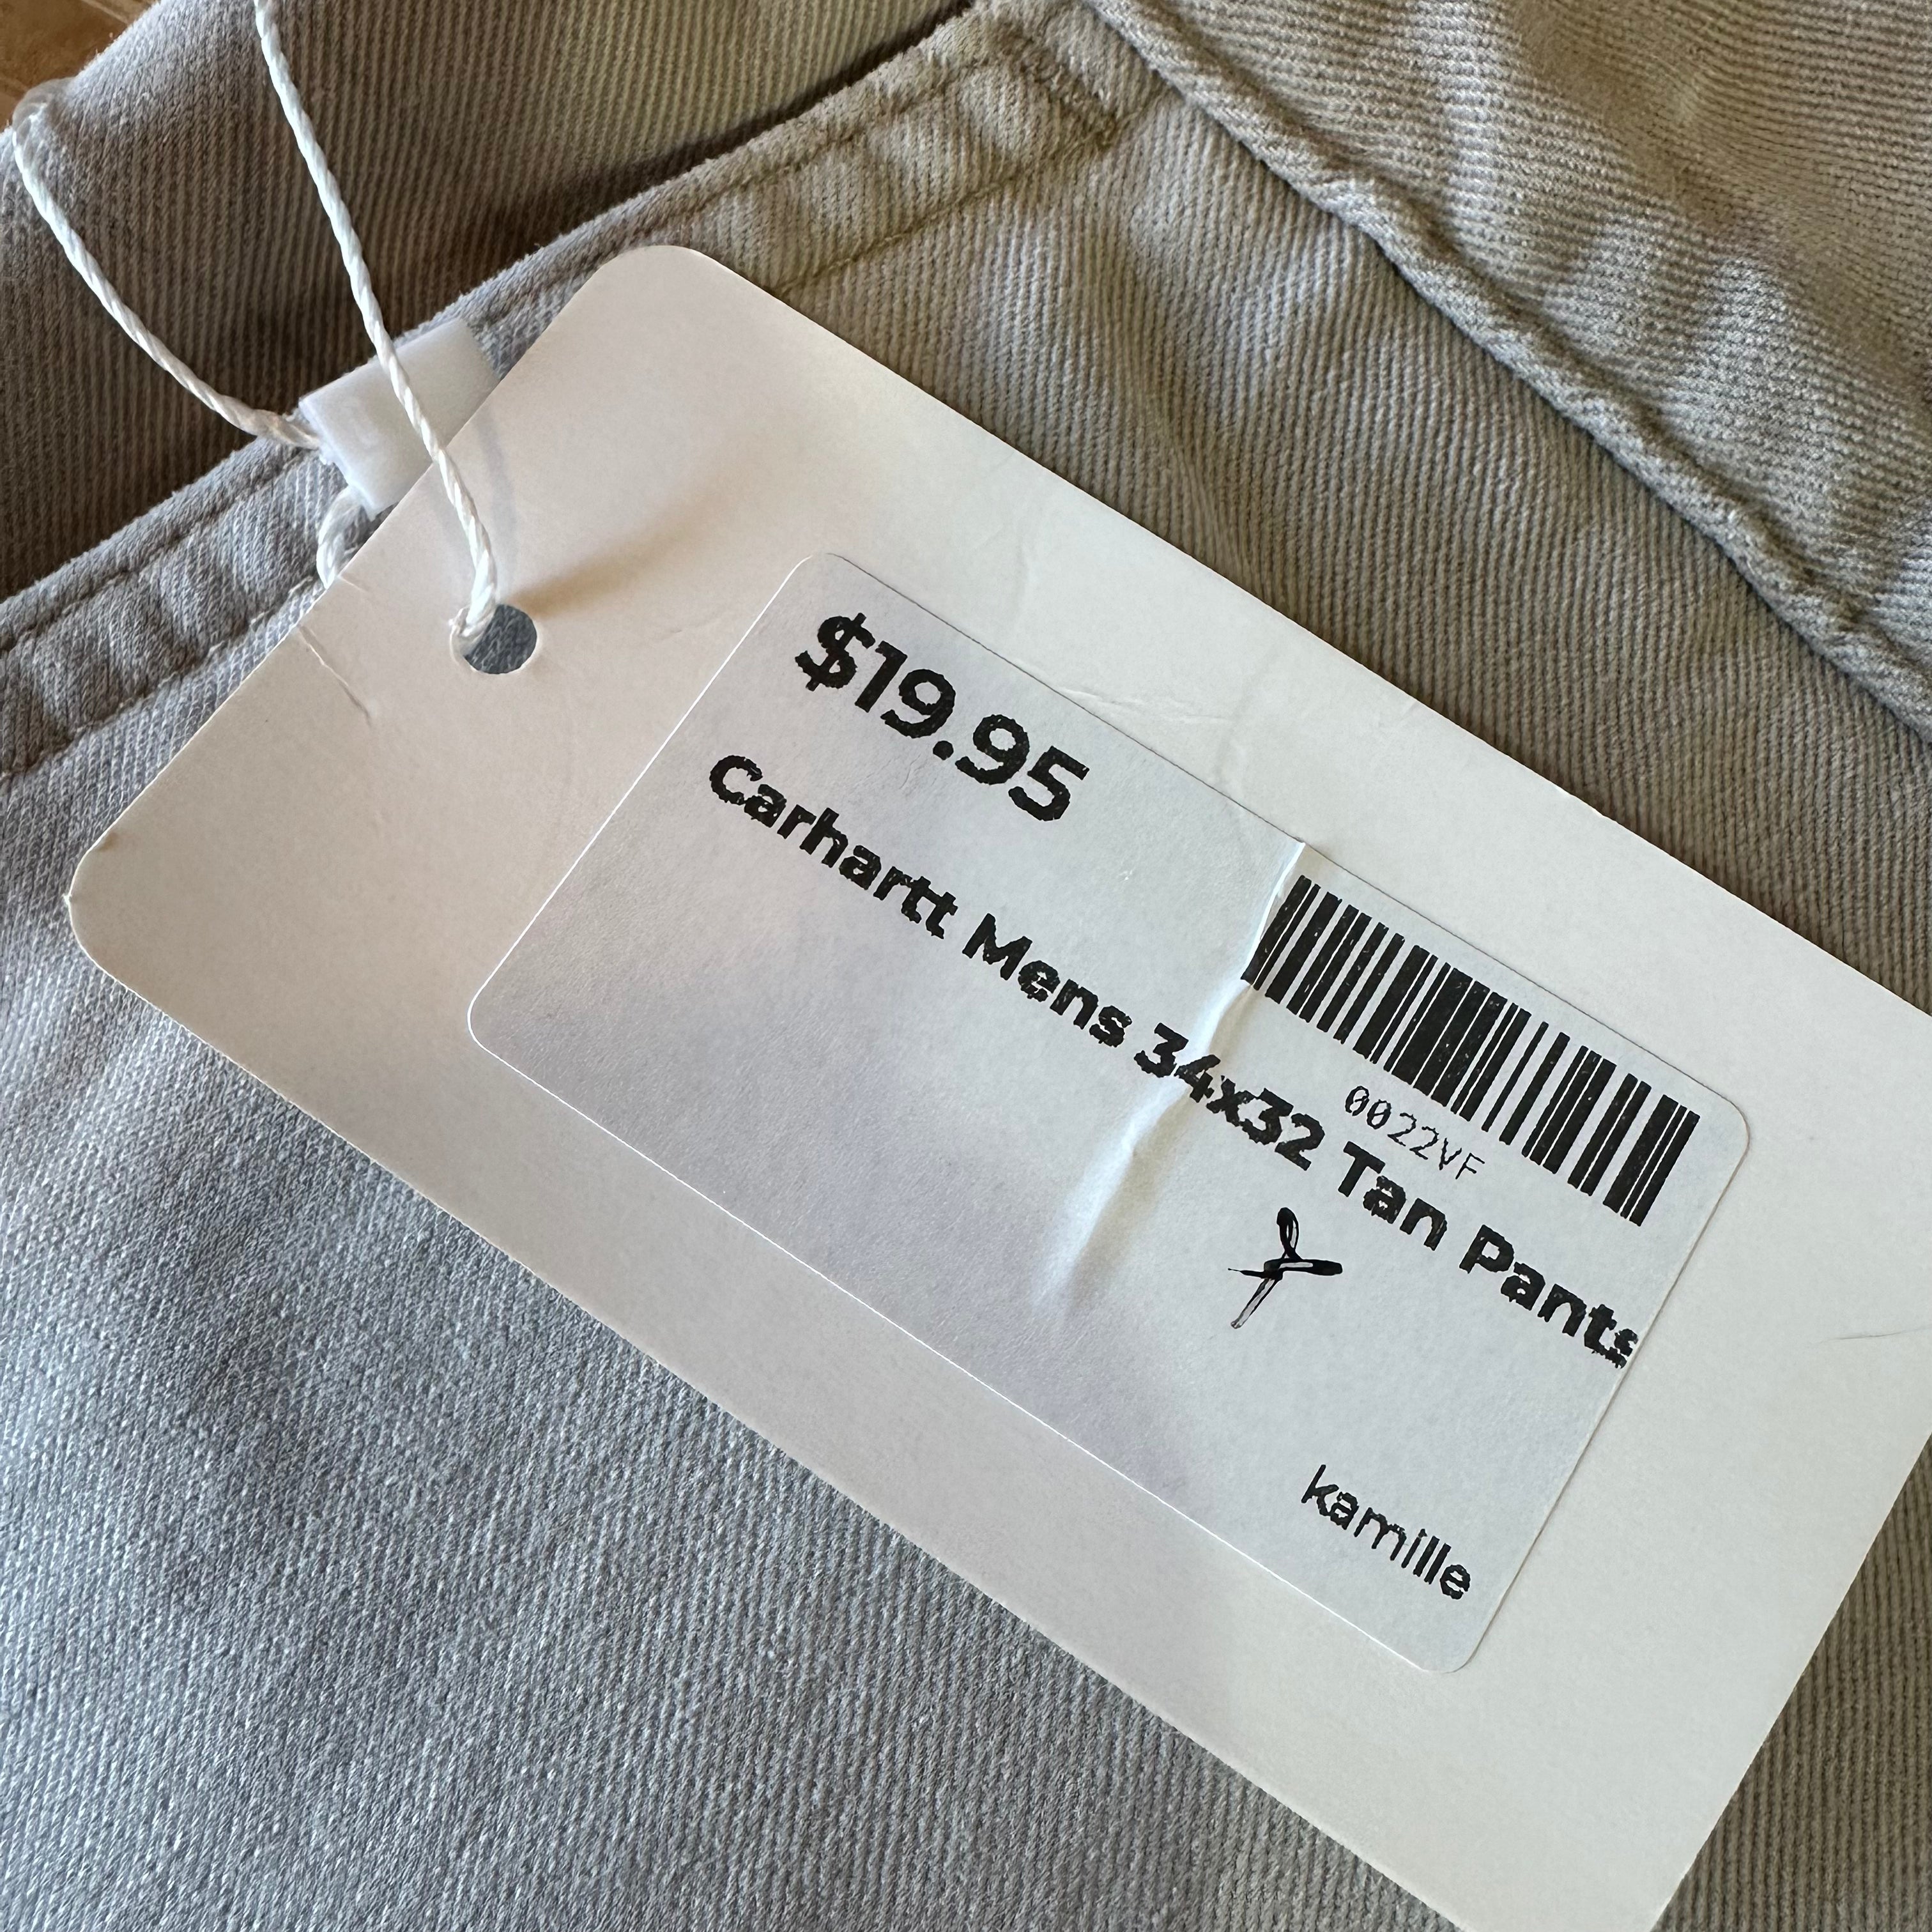 $19.95
0022VF
Carhartt Mens 34x32 Tan Pants
kamille